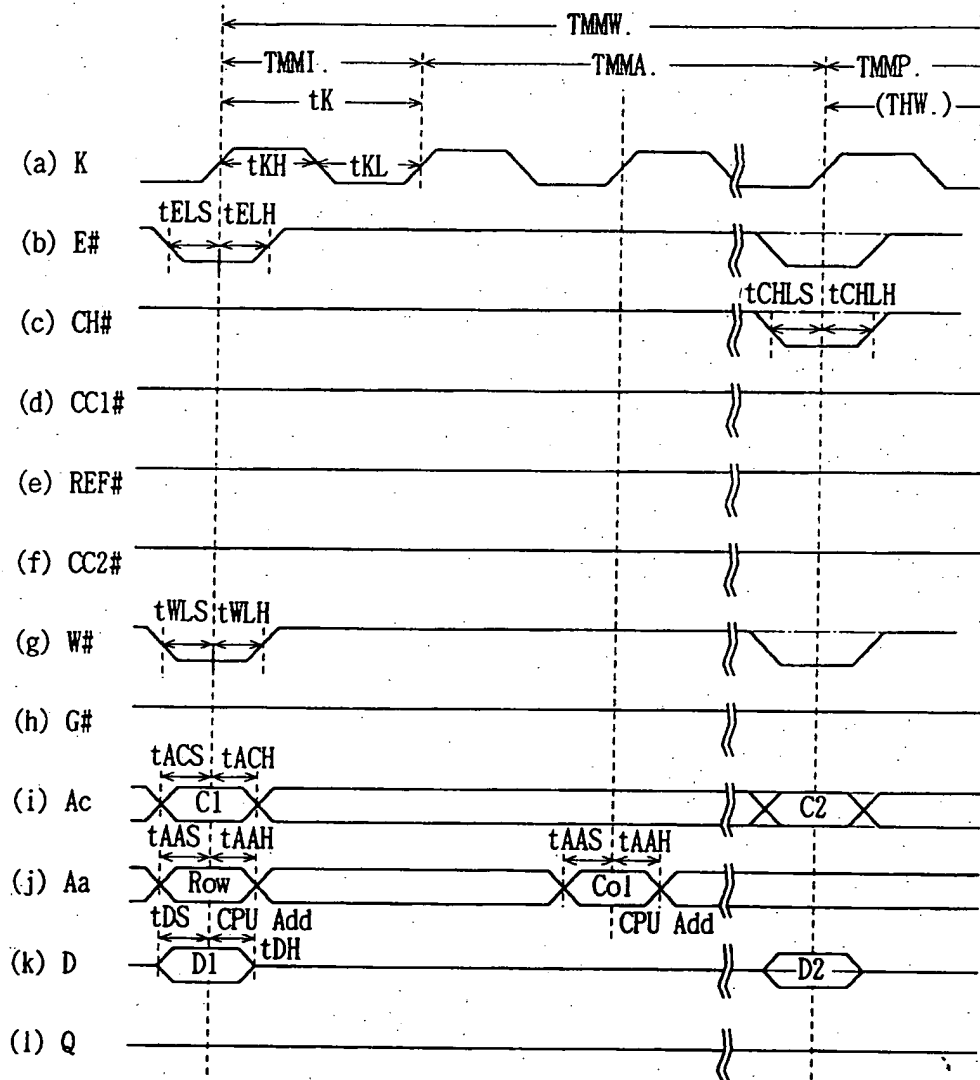 TMMW.
TMMI. TMMA. TMMP.
tK (THW.)
(a) K tKH tKL
tELS tELH
(b) E#
tCHLS tCHLH
(c) CH#
(d) CC1#
(e) REF#
(f) CC2#
tWLS tWLH
(g) W#
(h) G#
tACS tACH
(i) Ac C1 C2
tAAS tAAH tAAS tAAH
(j) Aa Row Col
tDS CPU Add CPU Add
tDH
(k) D D1 D2
(l) Q